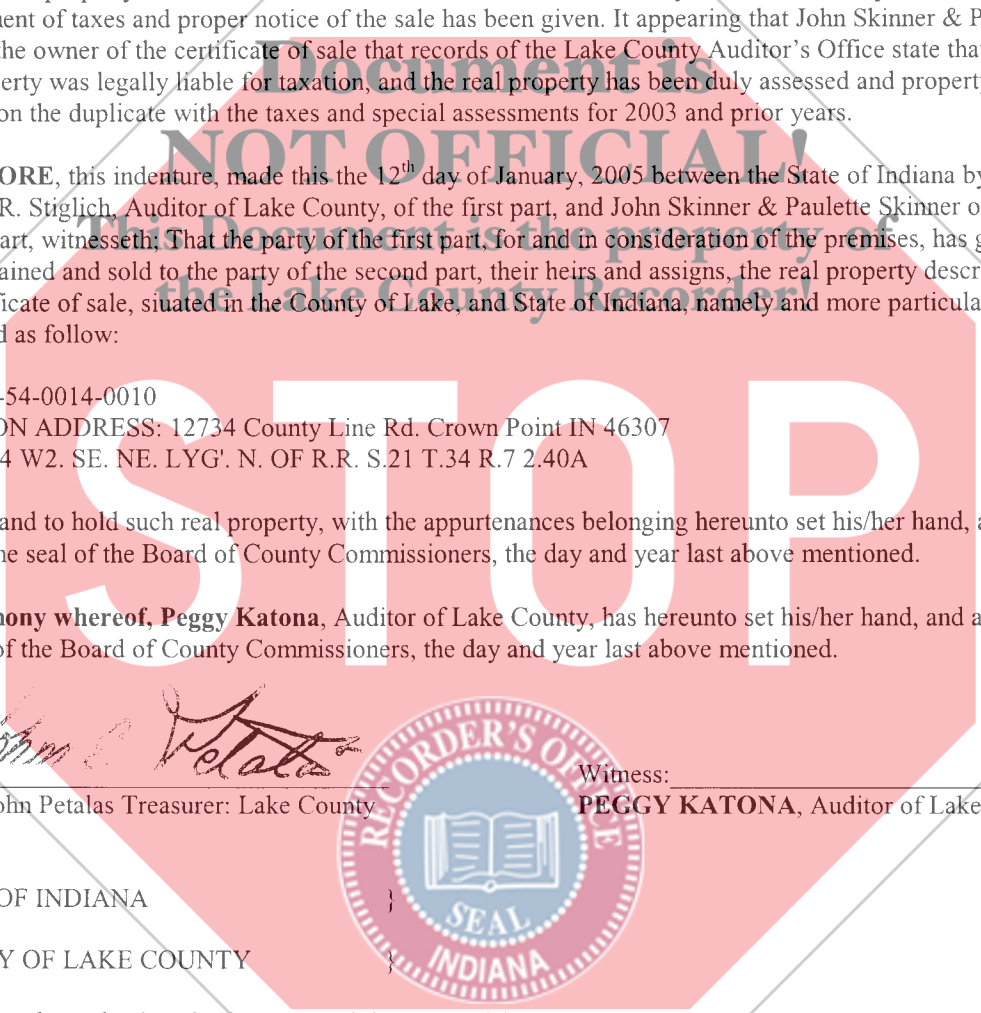 ent of taxes and proper notice of the sale has been given. It appearing that John Skinner & P
the owner of the certificate of sale that records of the Lake County Auditor's Office state tha
erty was legally liable for taxation, and the real property has been duly assessed and propert
on the duplicate with the taxes and special assessments for 2003 and prior years.
Document is
NOT OFFICIAL!
This Document is the property of
the Lake County Recorder!
ORE, this indenture, made this the 12th day of January, 2005 between the State of Indiana by
R. Stiglich, Auditor of Lake County, of the first part, and John Skinner & Paulette Skinner o
art, witnesseth; That the party of the first part, for and in consideration of the premises, has g
ained and sold to the party of the second part, their heirs and assigns, the real property descr
ficate of sale, siuated in the County of Lake, and State of Indiana, namely and more particula
d as follow:
STOP
-54-0014-0010
ON ADDRESS: 12734 County Line Rd. Crown Point IN 46307
4 W2. SE. NE. LYG'. N. OF R.R. S.21 T.34 R.7 2.40A
and to hold such real property, with the appurtenances belonging hereunto set his/her hand, a
e seal of the Board of County Commissioners, the day and year last above mentioned.
mony whereof, Peggy Katona, Auditor of Lake County, has hereunto set his/her hand, and a
of the Board of County Commissioners, the day and year last above mentioned.
John C Petalas
Witness:
ohn Petalas Treasurer: Lake County
PEGGY KATONA, Auditor of Lake
RECORDER'S OFFICE
SEAL
INDIANA
OF INDIANA }
Y OF LAKE COUNTY }